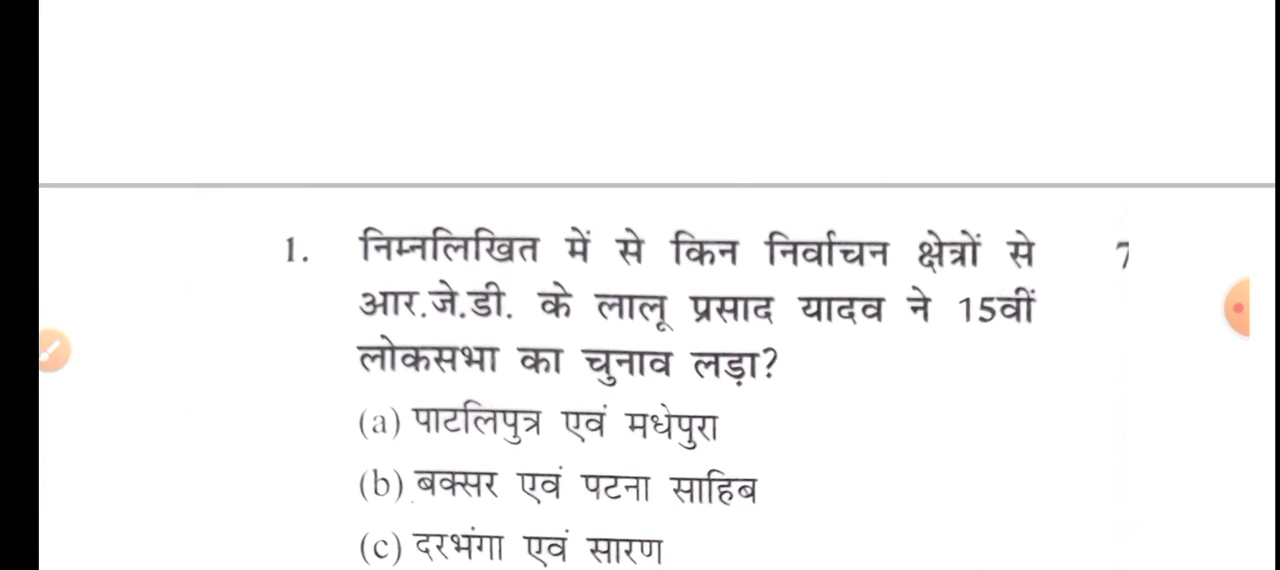 1. निम्नलिखित में से किन निर्वाचन क्षेत्रों से
आर.जे.डी. के लालू प्रसाद यादव ने 15वीं
लोकसभा का चुनाव लड़ा?
(a) पाटलिपुत्र एवं मधेपुरा
(b) बक्सर एवं पटना साहिब
(c) दरभंगा एवं सारण